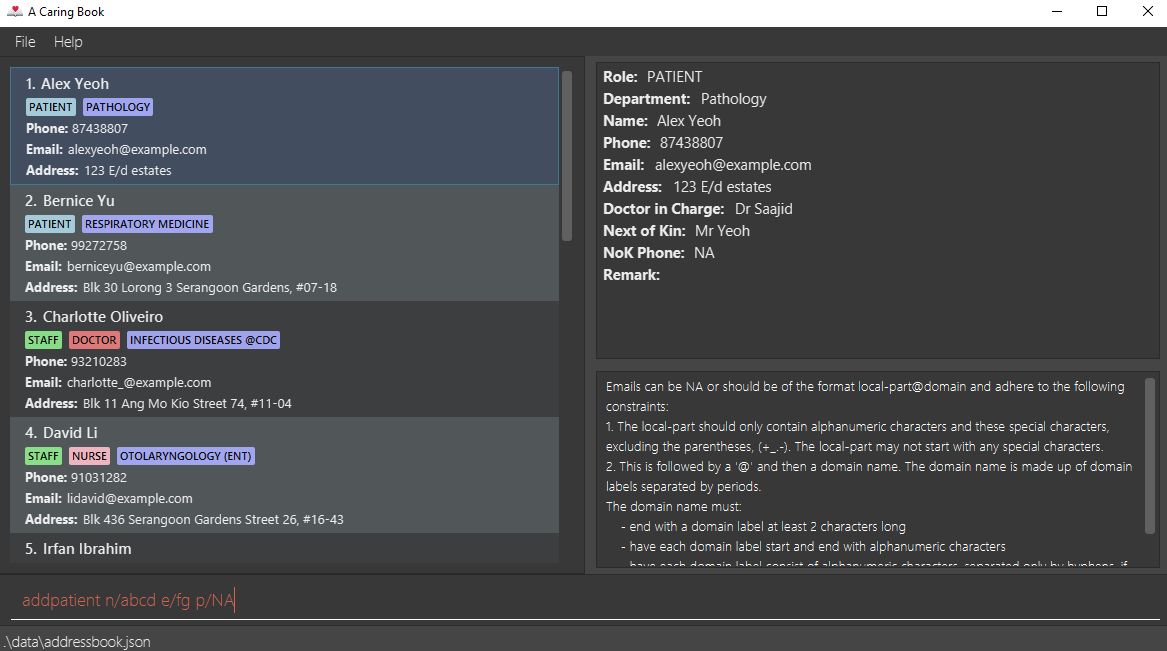 A Caring Book
File Help
1. Alex Yeoh
PATIENT PATHOLOGY
Phone: 87438807
Email: alexyeoh@example.com
Address: 123 E/d estates
2. Bernice Yu
PATIENT RESPIRATORY MEDICINE
Phone: 99272758
Email: berniceyu@example.com
Address: Blk 30 Lorong 3 Serangoon Gardens, #07-18
3. Charlotte Oliveiro
STAFF DOCTOR INFECTIOUS DISEASES @CDC
Phone: 93210283
Email: charlotte_@example.com
Address: Blk 11 Ang Mo Kio Street 74, #11-04
4. David Li
STAFF NURSE OTOLARYNGOLOGY (ENT)
Phone: 91031282
Email: lidavid@example.com
Address: Blk 436 Serangoon Gardens Street 26, #16-43
5. Irfan Ibrahim
Role: PATIENT
Department: Pathology
Name: Alex Yeoh
Phone: 87438807
Email: alexyeoh@example.com
Address: 123 E/d estates
Doctor in Charge: Dr Saajid
Next of Kin: Mr Yeoh
NoK Phone: NA
Remark:
Emails can be NA or should be of the format local-part@domain and adhere to the following
constraints:
1. The local-part should only contain alphanumeric characters and these special characters,
excluding the parentheses, (+_.-). The local-part may not start with any special characters.
2. This is followed by a '@' and then a domain name. The domain name is made up of domain
labels separated by periods.
The domain name must:
- end with a domain label at least 2 characters long
- have each domain label start and end with alphanumeric characters
- have each domain label consist of alphanumeric characters, separated only by hyphens, if
addpatient n/abcd e/fg p/NA
.\data\addressbook.json